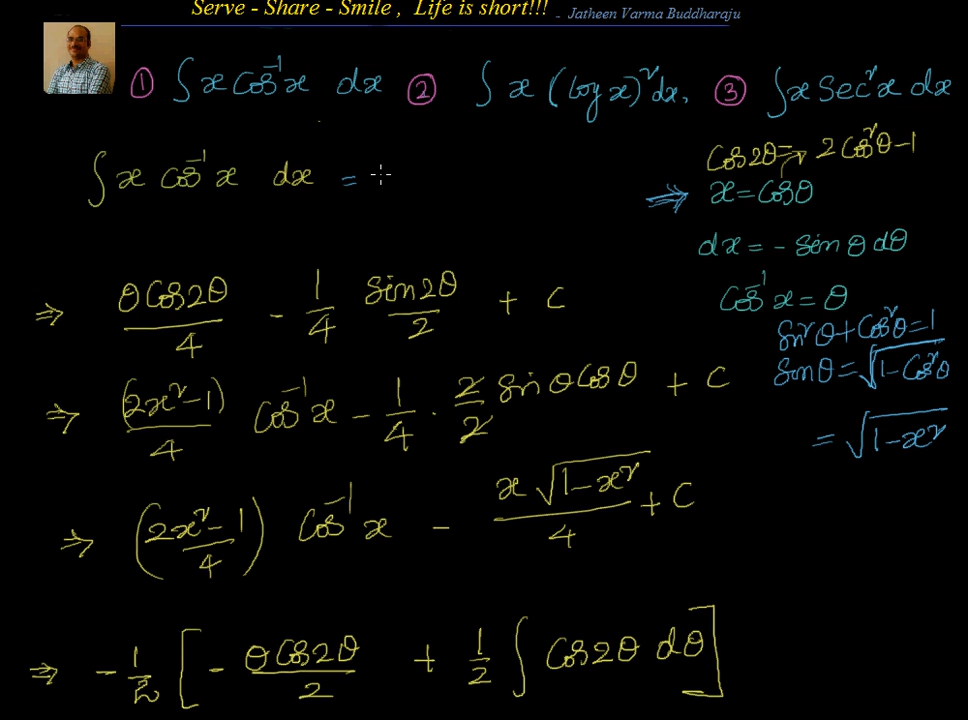 Serve - Share - Smile , Life is short!!! - Jatheen Varma Buddharaju
① ∫ x Cos⁻¹x dx ② ∫ x (log x)² dx, ③ ∫ x Sec²x dx
∫ x Cos⁻¹x dx =
Cos2θ = 2Cos²θ-1
⇒ x = Cosθ
dx = - Sin θ dθ
Cos⁻¹x = θ
Sin²θ + Cos²θ = 1
Sinθ = √(1-Cos²θ)
= √(1-x²)
⇒ θCos2θ/4 - 1/4 Sin2θ/2 + C
⇒ (2x²-1)/4 Cos⁻¹x - 1/4 · 2/2 Sin θ Cos θ + C
⇒ ((2x²-1)/4) Cos⁻¹x - x√(1-x²)/4 + C
⇒ -1/2 [ - θCos2θ/2 + 1/2 ∫ Cos2θ dθ ]